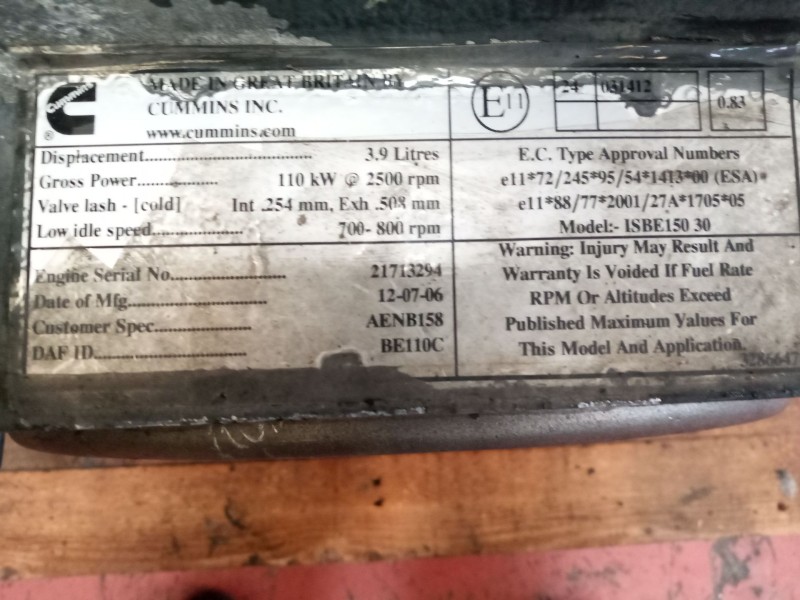 Cummins
®
MADE IN GREAT BRITAIN BY
CUMMINS INC.
www.cummins.com
E11
24 031412
0.83
Displacement................................... 3.9 Litres
Gross Power................ 110 kW @ 2500 rpm
Valve lash - [cold] Int .254 mm, Exh .508 mm
Low idle speed.................... 700- 800 rpm
E.C. Type Approval Numbers
e11*72/245*95/54*1413*00 (ESA)*
e11*88/77*2001/27A*1705*05
Model:- ISBE150 30
Engine Serial No........................ 21713294
Date of Mfg............................. 12-07-06
Customer Spec.................... AENB158
DAF ID................................ BE110C
Warning: Injury May Result And
Warranty Is Voided If Fuel Rate
RPM Or Altitudes Exceed
Published Maximum Values For
This Model And Application.
3286647